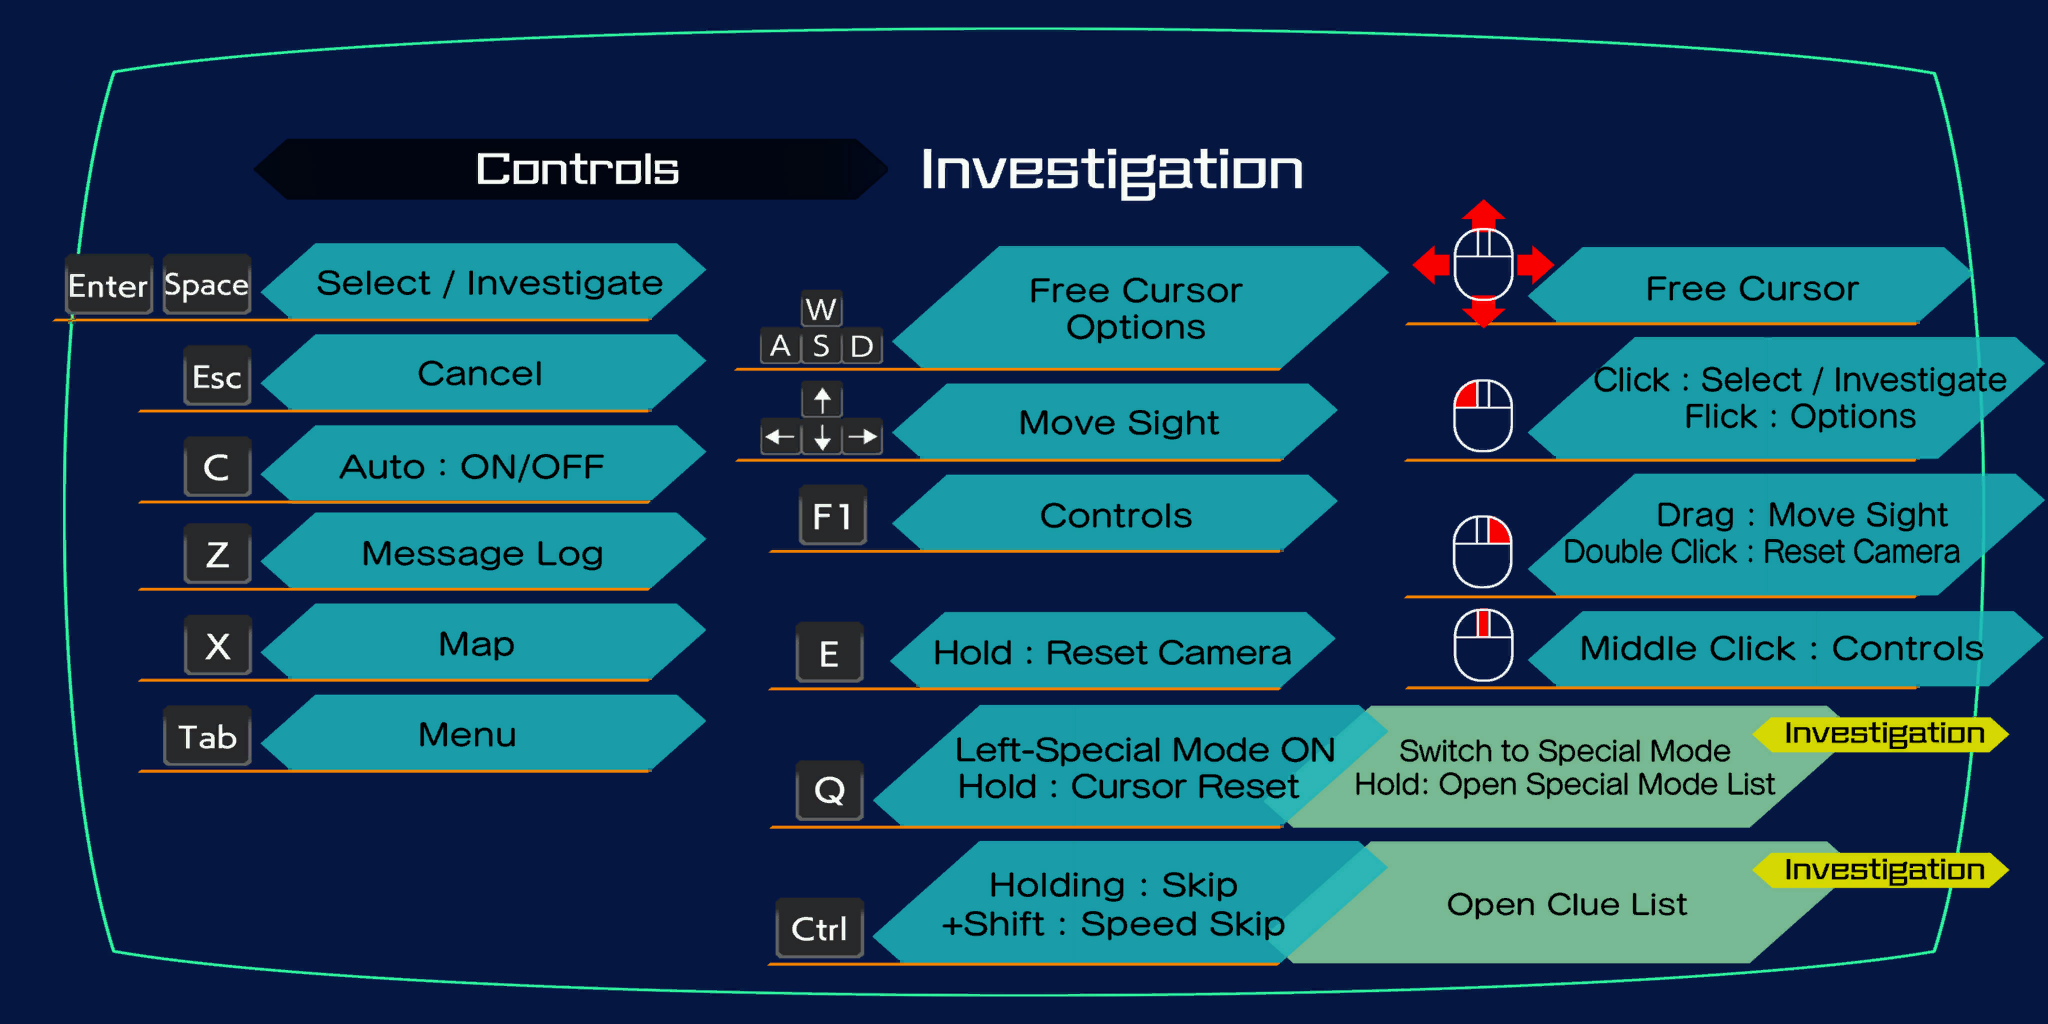 Controls
Investigation
Enter
Space
Select / Investigate
Esc
Cancel
C
Auto : ON/OFF
Z
Message Log
X
Map
Tab
Menu
W
A S D
Free Cursor
Options
↑
← ↓ →
Move Sight
F1
Controls
E
Hold : Reset Camera
Q
Left-Special Mode ON
Hold : Cursor Reset
Switch to Special Mode
Hold: Open Special Mode List
Investigation
Ctrl
Holding : Skip
+Shift : Speed Skip
Open Clue List
Investigation
Free Cursor
Click : Select / Investigate
Flick : Options
Drag : Move Sight
Double Click : Reset Camera
Middle Click : Controls